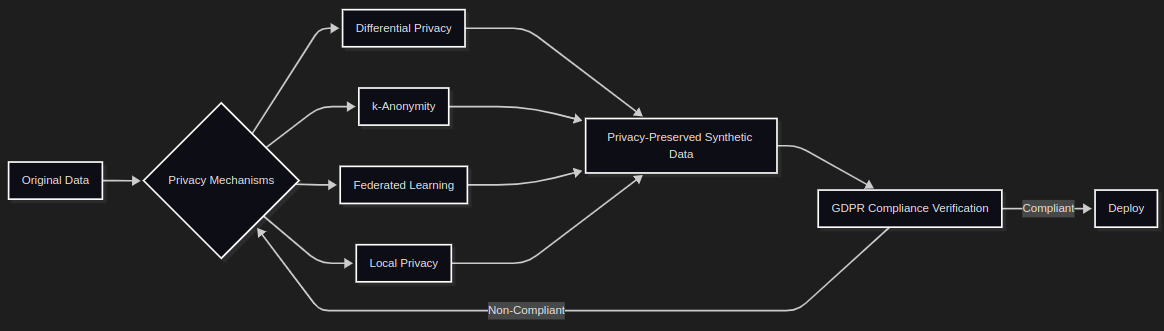 Original Data
Privacy Mechanisms
Differential Privacy
k-Anonymity
Federated Learning
Local Privacy
Privacy-Preserved Synthetic
Data
GDPR Compliance Verification
Compliant
Deploy
Non-Compliant